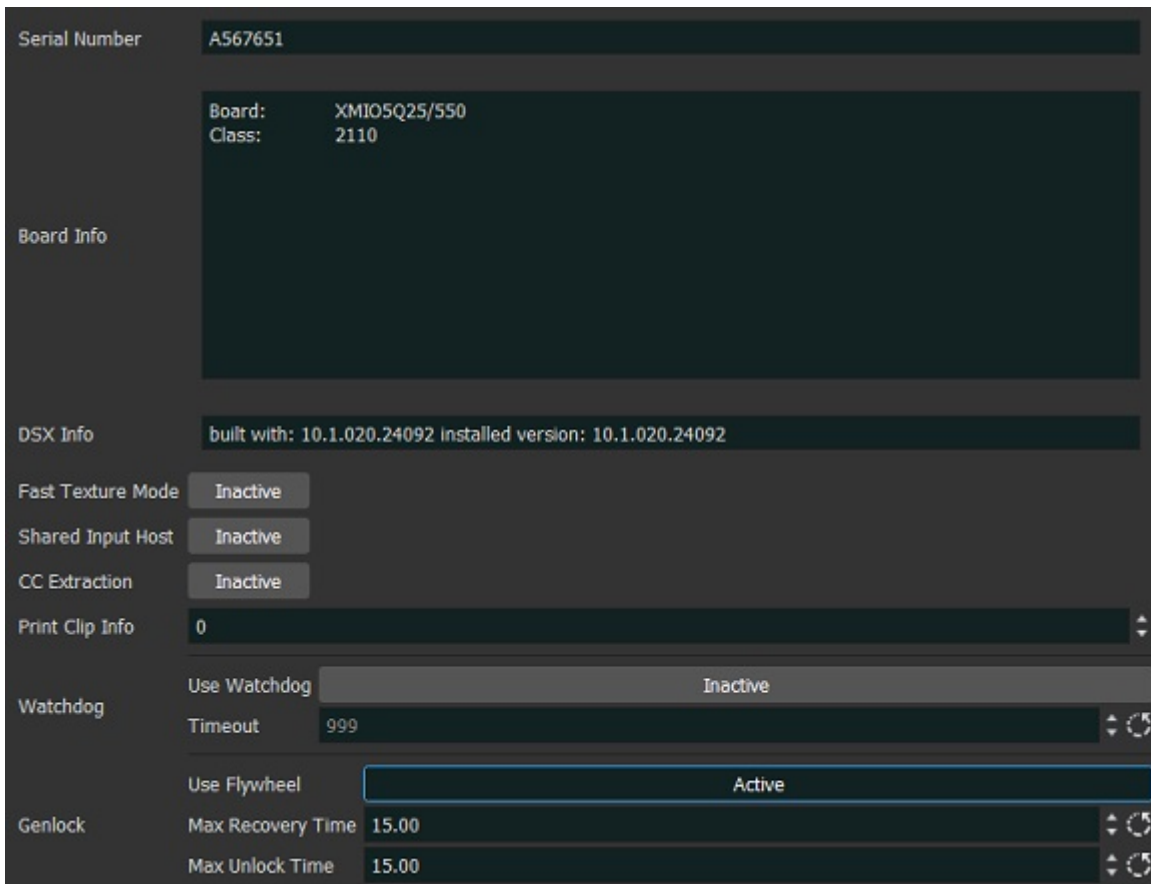 Serial Number A567651
Board Info
Board: XMIO5Q25/550
Class: 2110
DSX Info built with: 10.1.020.24092 installed version: 10.1.020.24092
Fast Texture Mode Inactive
Shared Input Host Inactive
CC Extraction Inactive
Print Clip Info 0
Watchdog
Use Watchdog Inactive
Timeout 999
Genlock
Use Flywheel Active
Max Recovery Time 15.00
Max Unlock Time 15.00